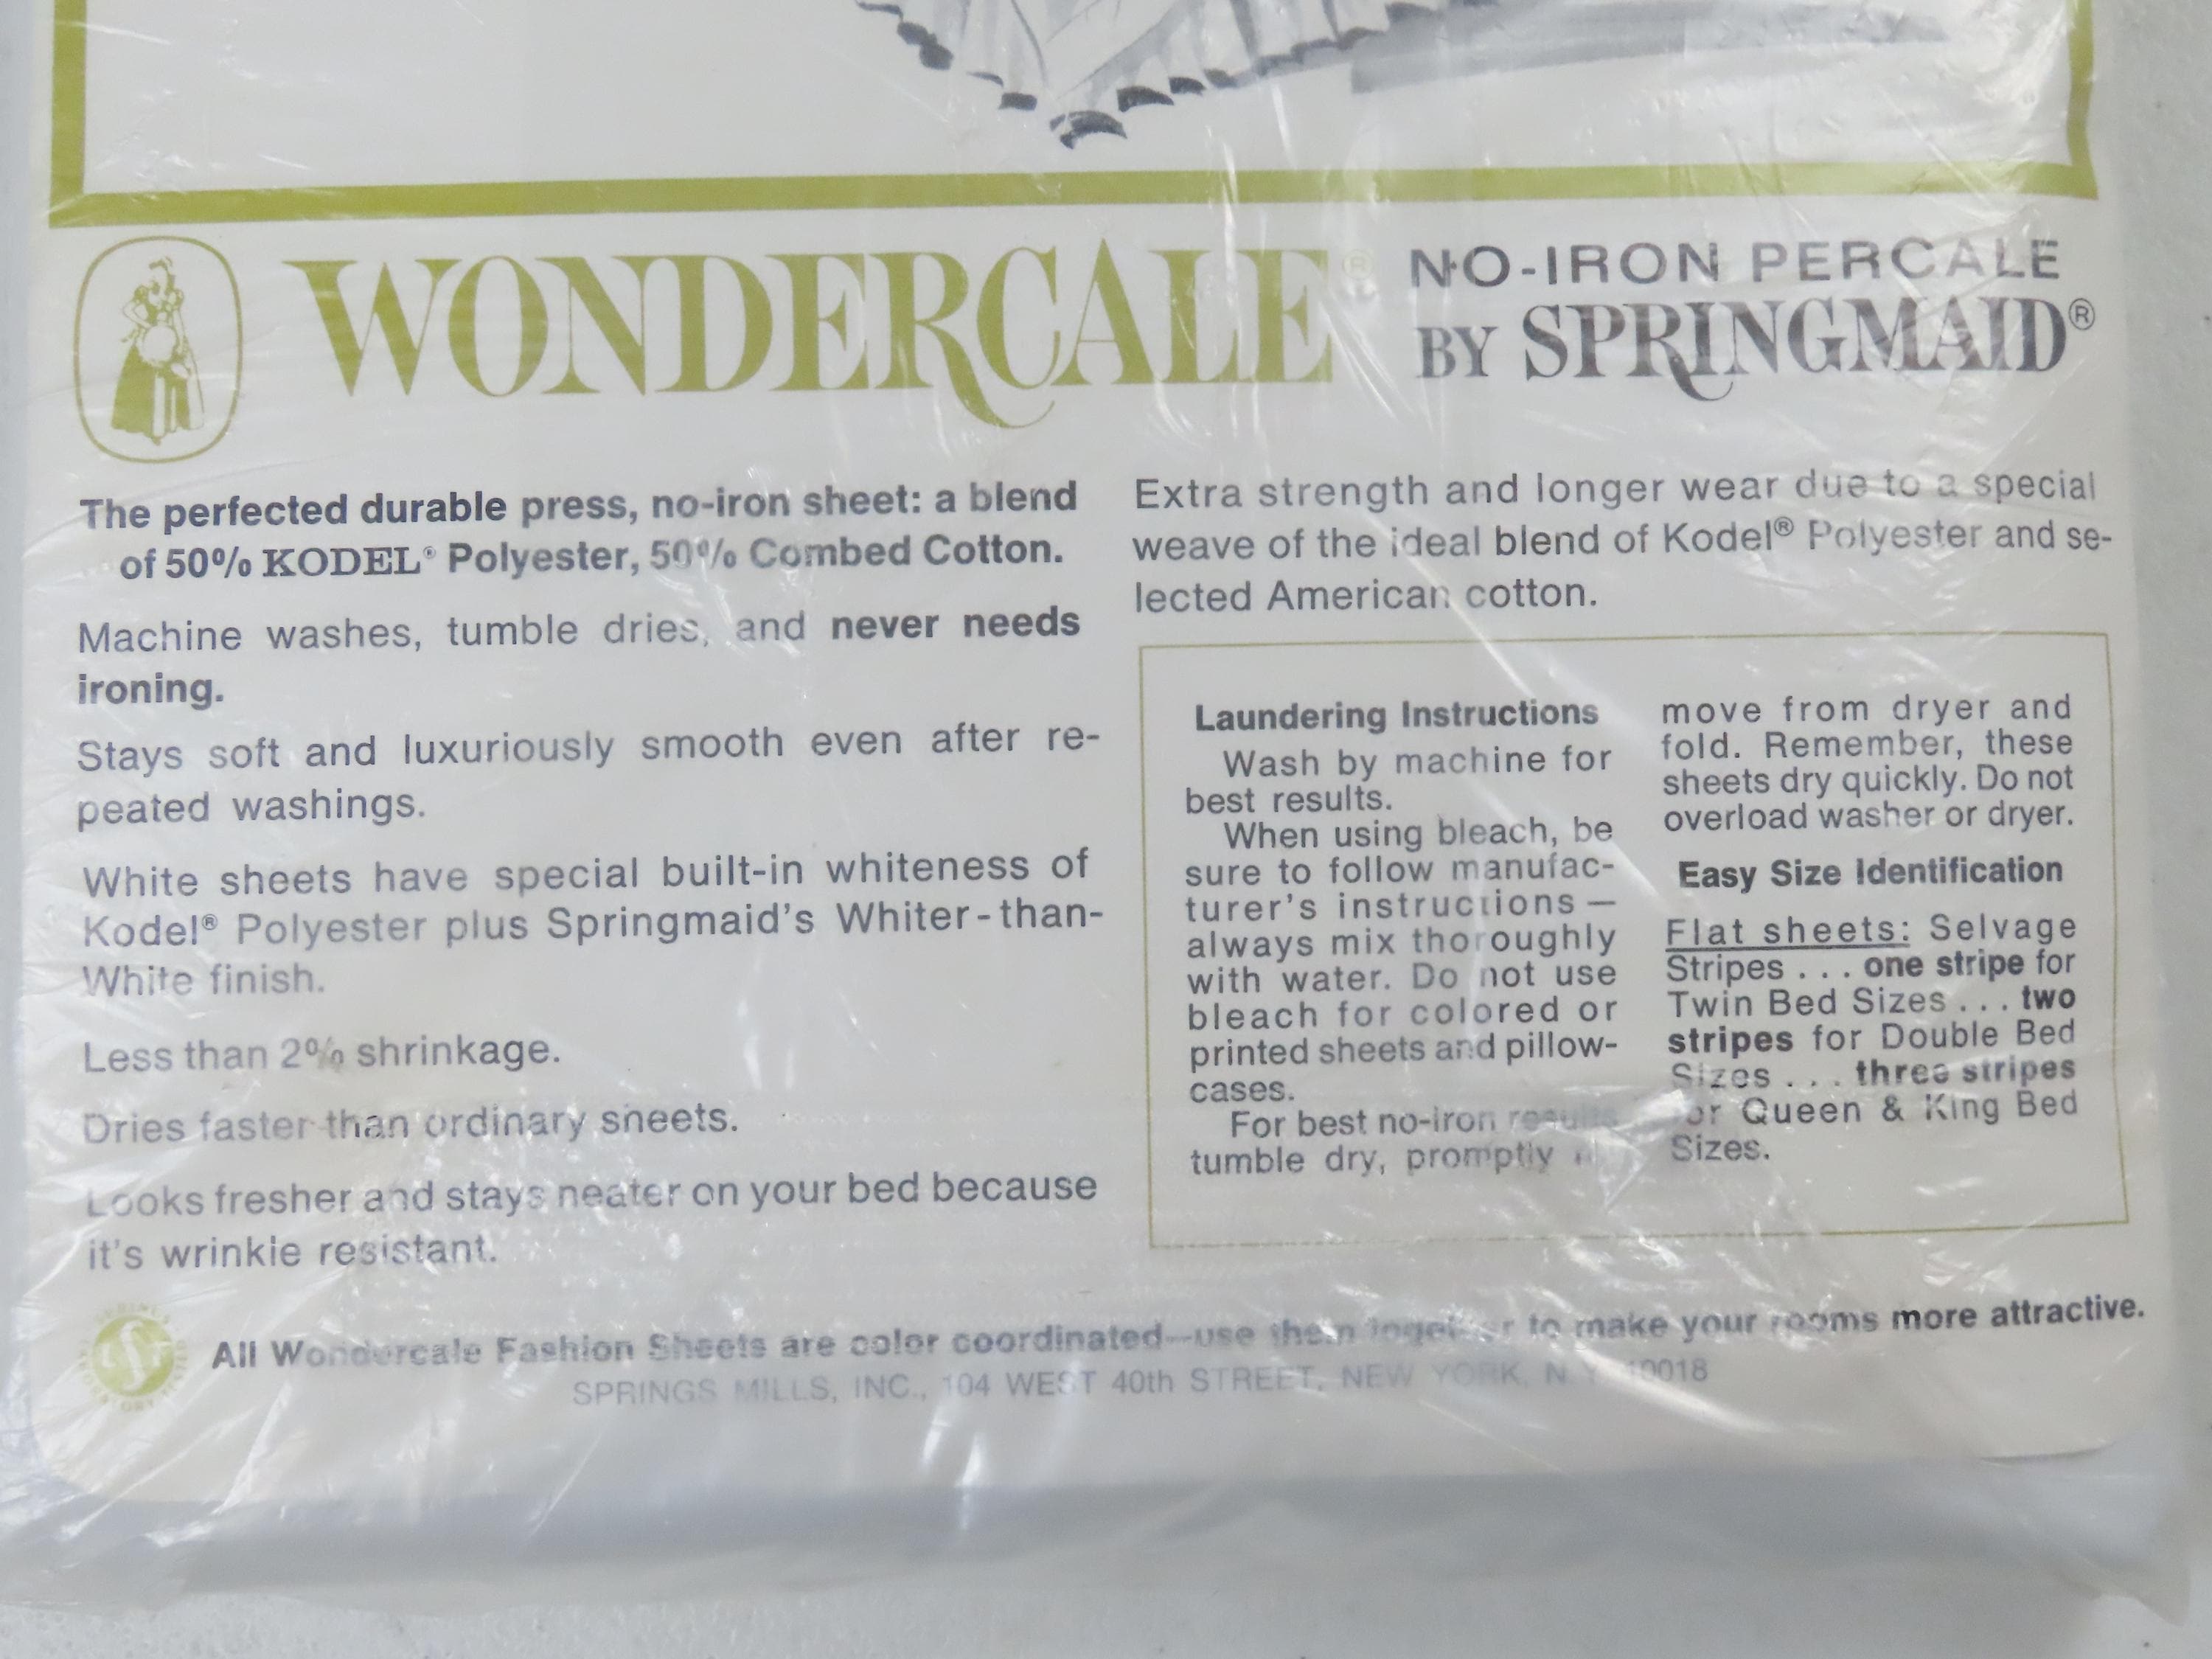 WONDERCALE®
NO-IRON PERCALE
BY SPRINGMAID®
The perfected durable press, no-iron sheet: a blend
of 50% KODEL® Polyester, 50% Combed Cotton.
Machine washes, tumble dries, and never needs
ironing.
Stays soft and luxuriously smooth even after re-
peated washings.
White sheets have special built-in whiteness of
Kodel® Polyester plus Springmaid's Whiter-than-
White finish.
Less than 2% shrinkage.
Dries faster than ordinary sheets.
Looks fresher and stays neater on your bed because
it's wrinkle resistant.
Extra strength and longer wear due to a special
weave of the ideal blend of Kodel® Polyester and se-
lected American cotton.
Laundering Instructions
Wash by machine for
best results.
When using bleach, be
sure to follow manufac-
turer's instructions —
always mix thoroughly
with water. Do not use
bleach for colored or
printed sheets and pillow-
cases.
For best no-iron results
tumble dry, promptly
move from dryer and
fold. Remember, these
sheets dry quickly. Do not
overload washer or dryer.
Easy Size Identification
Flat sheets: Selvage
Stripes . . . one stripe for
Twin Bed Sizes . . . two
stripes for Double Bed
Sizes . . . three stripes
for Queen & King Bed
Sizes.
All Wondercale Fashion Sheets are color coordinated—use them together to make your rooms more attractive.
SPRINGS MILLS, INC., 104 WEST 40th STREET, NEW YORK, N.Y. 10018